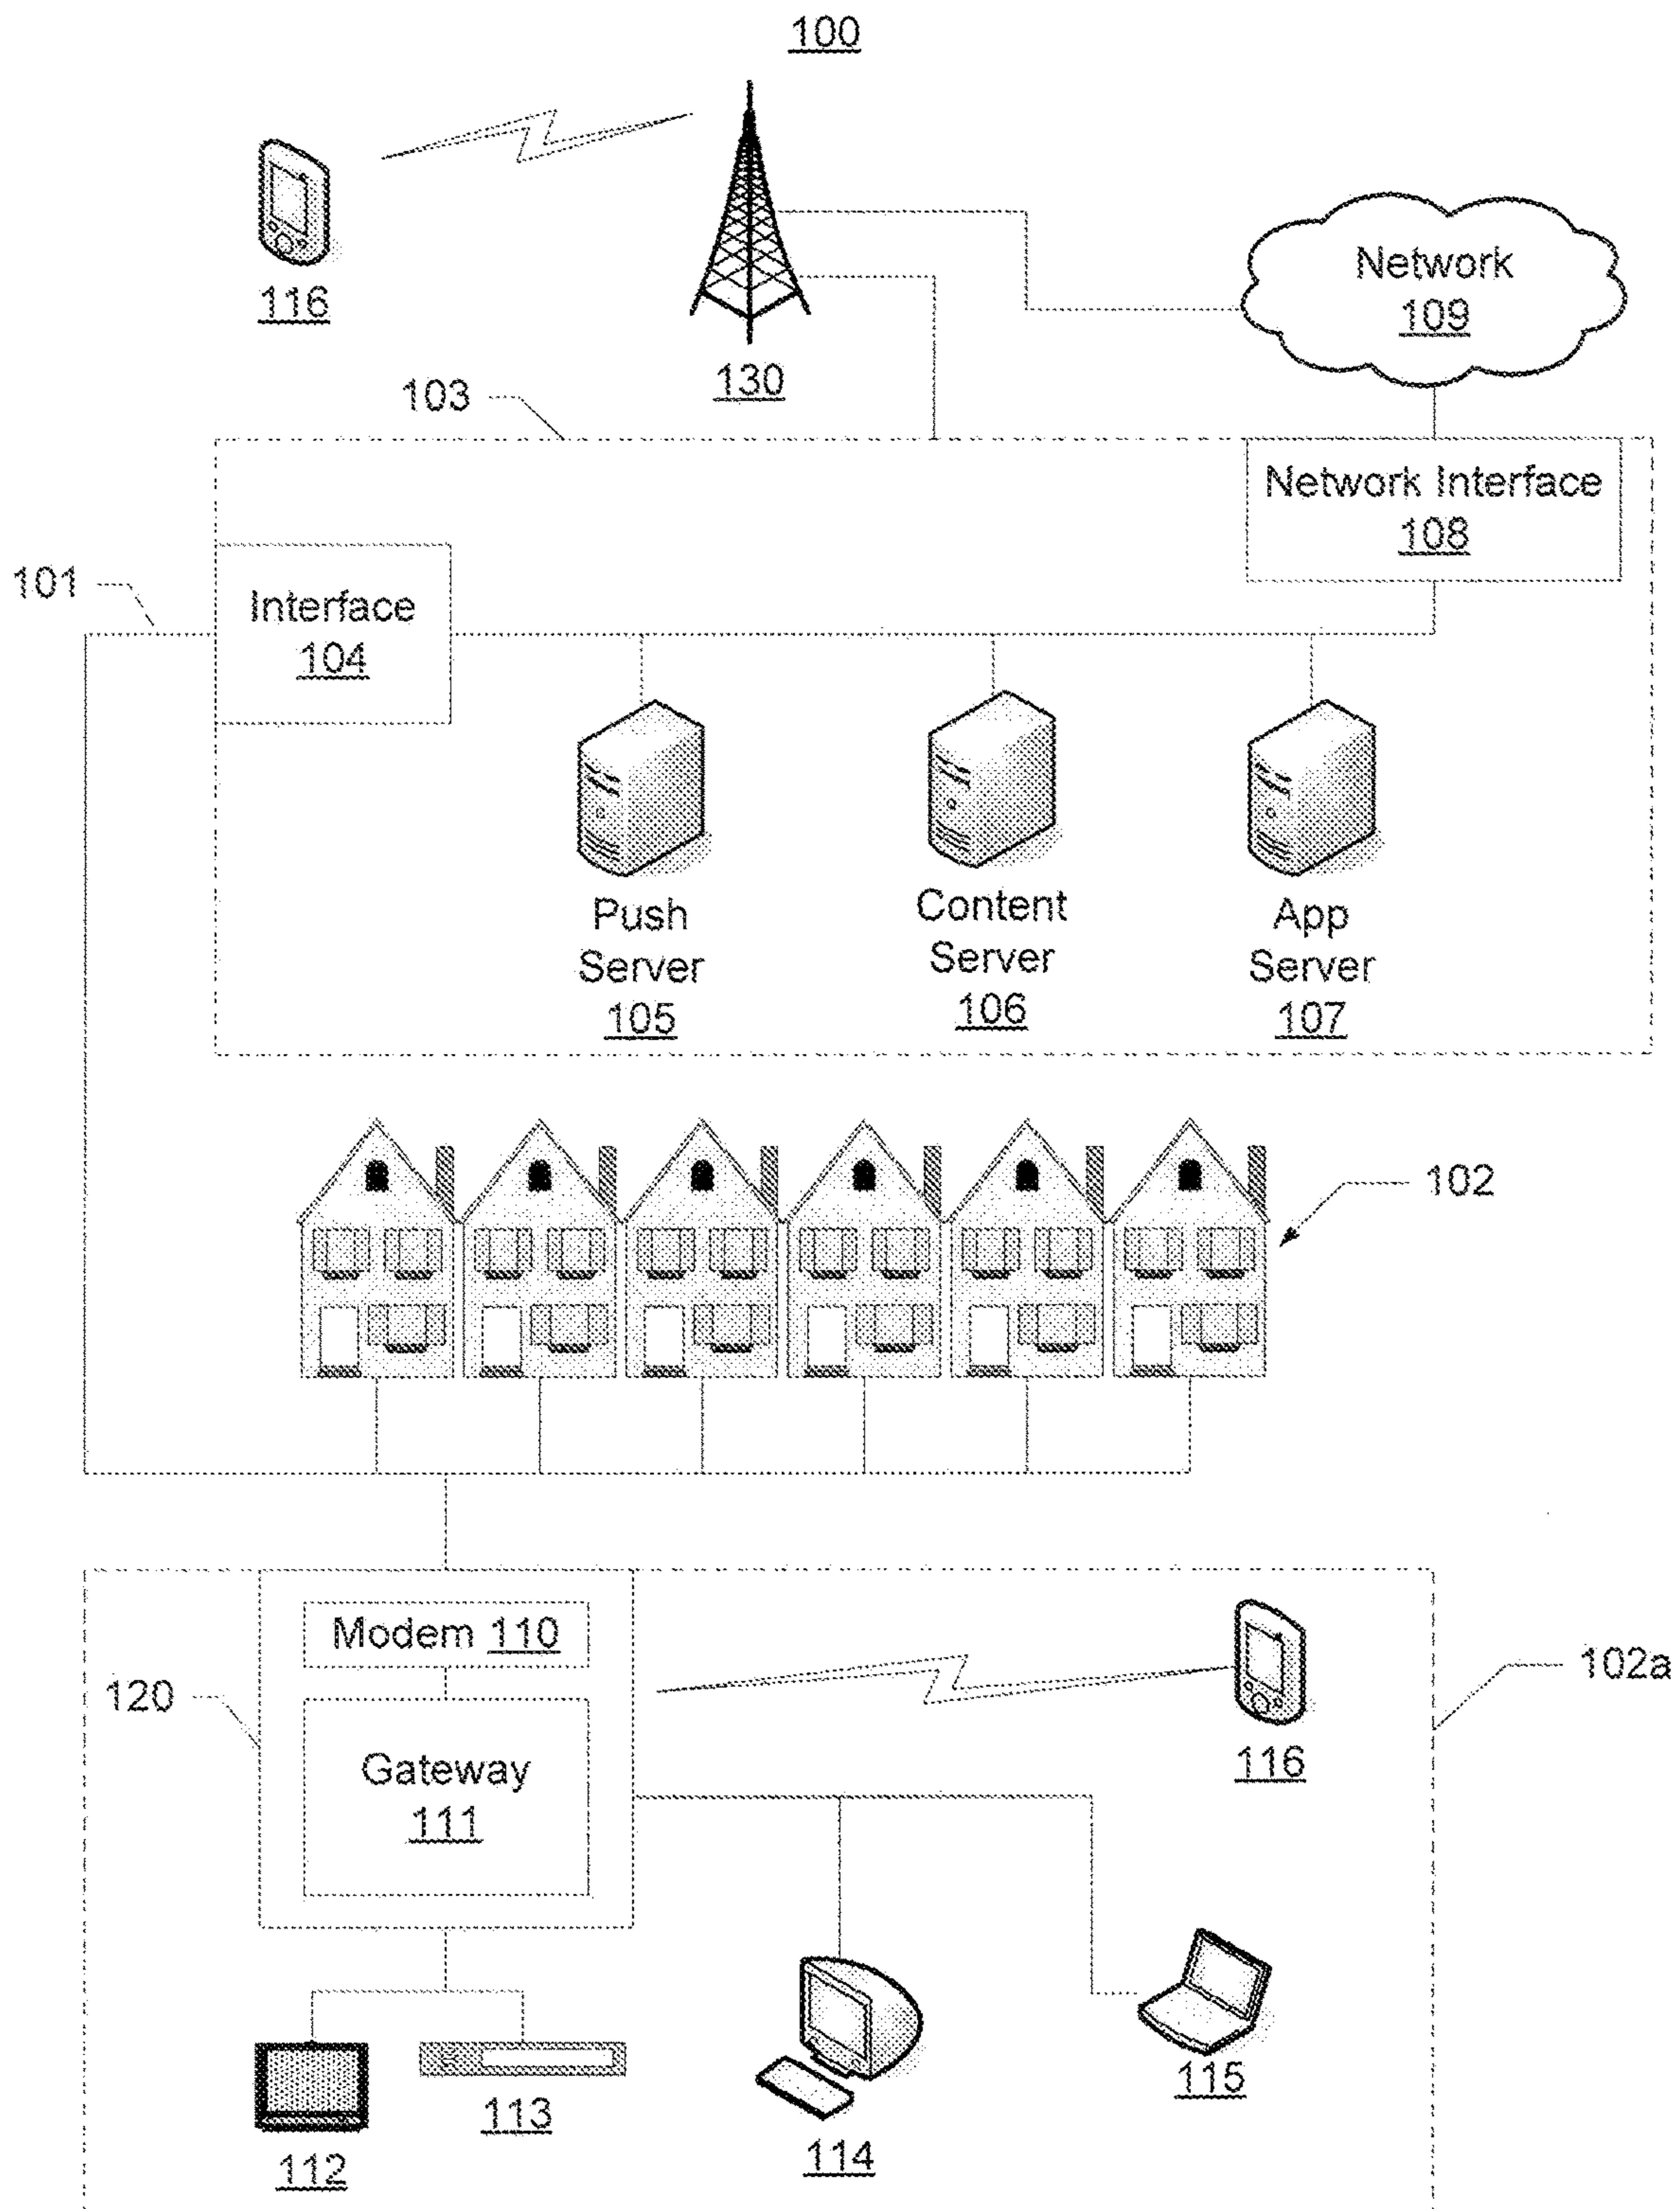 100
116
130
Network
109
103
Network Interface
108
101
Interface
104
Push
Server
105
Content
Server
106
App
Server
107
102
Modem 110
120
102a
116
Gateway
111
115
113
114
112